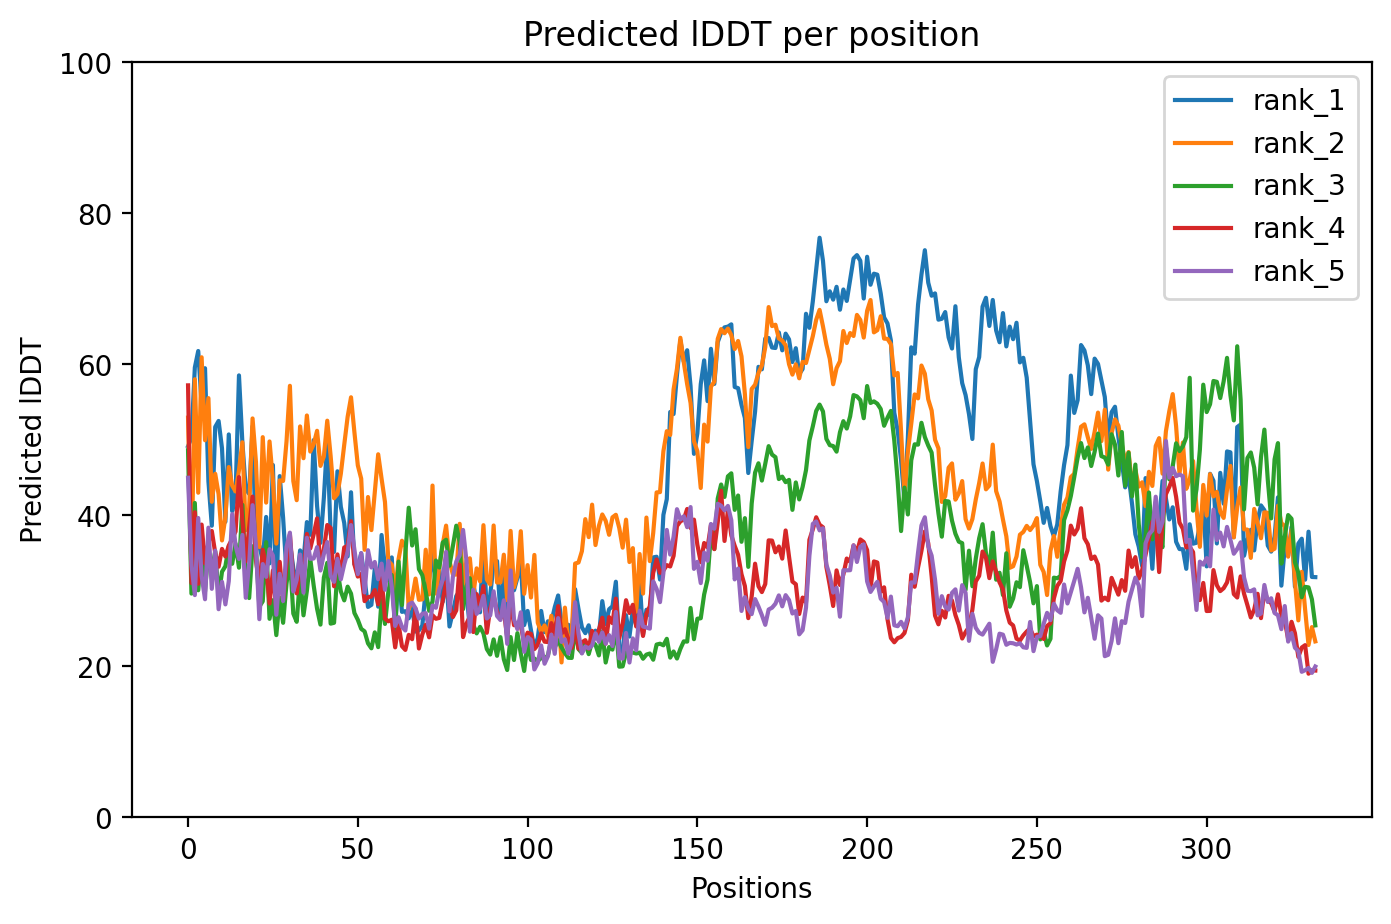 Predicted lDDT per position
100
80
60
40
20
0
Predicted lDDT
0 50 100 150 200 250 300
Positions
rank_1
rank_2
rank_3
rank_4
rank_5